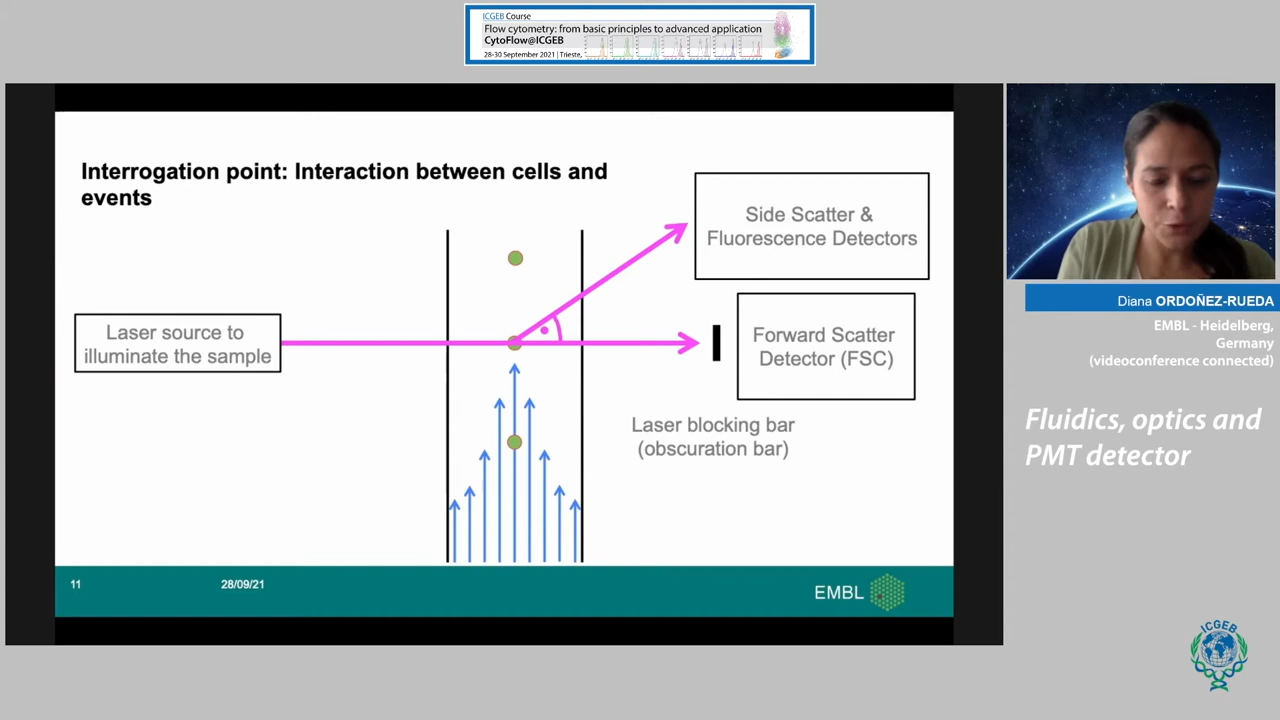 ICGEB Course
Flow cytometry: from basic principles to advanced application
CytoFlow@ICGEB
28-30 September 2021 | Trieste,
Interrogation point: Interaction between cells and
events
Side Scatter &
Fluorescence Detectors
Laser source to
illuminate the sample
Forward Scatter
Detector (FSC)
Laser blocking bar
(obscuration bar)
11
28/09/21
EMBL
Diana ORDOÑEZ-RUEDA
EMBL - Heidelberg,
Germany
(videoconference connected)
Fluidics, optics and
PMT detector
ICGEB